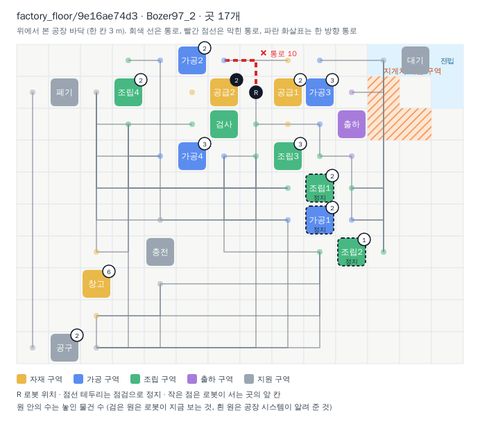 factory_floor/9e16ae74d3 · Bozer97_2 · 곳 17개
위에서 본 공장 바닥 (한 칸 3 m). 회색 선은 통로, 빨간 점선은 막힌 통로, 파란 화살표는 한 방향 통로
가공2 2
✕ 통로 10
대기
전립
구역
폐기
조립4 2
공급2 2
R
공급1 2
가공3 3
검사
출하
가공4 3
조립3 3
조립1 2
정지
가공1 2
정지
조립2 1
정지
충전
창고 6
공구 2
자재 구역
가공 구역
조립 구역
출하 구역
지원 구역
R 로봇 위치 · 점선 테두리는 점검으로 정지 · 작은 점은 로봇이 서는 곳의 앞 칸
원 안의 수는 놓인 물건 수 (검은 원은 로봇이 지금 보는 것, 흰 원은 공장 시스템이 알려 준 것)